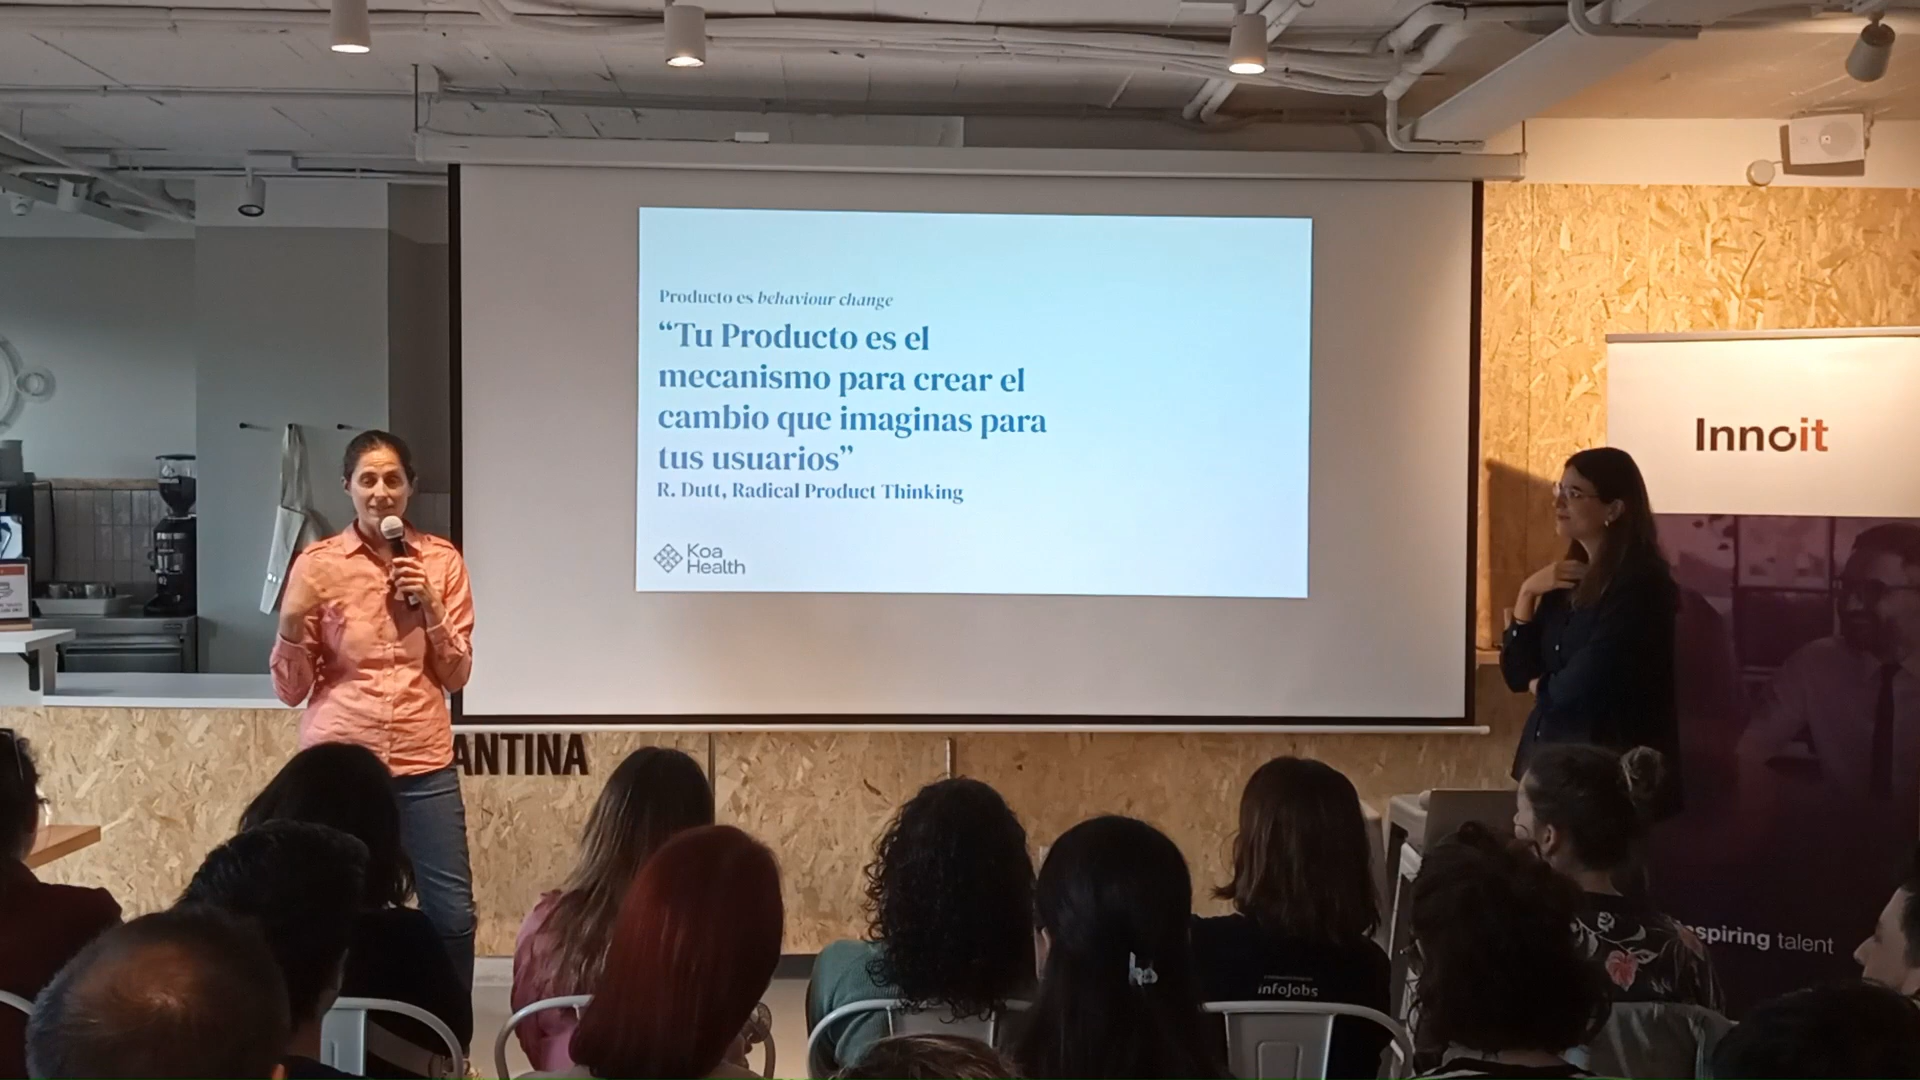 Producto es behaviour change
“Tu Producto es el
mecanismo para crear el
cambio que imaginas para
tus usuarios”
R. Dutt, Radical Product Thinking
Koa
Health
Innoit
ANTINA
spiring talent
infojobs